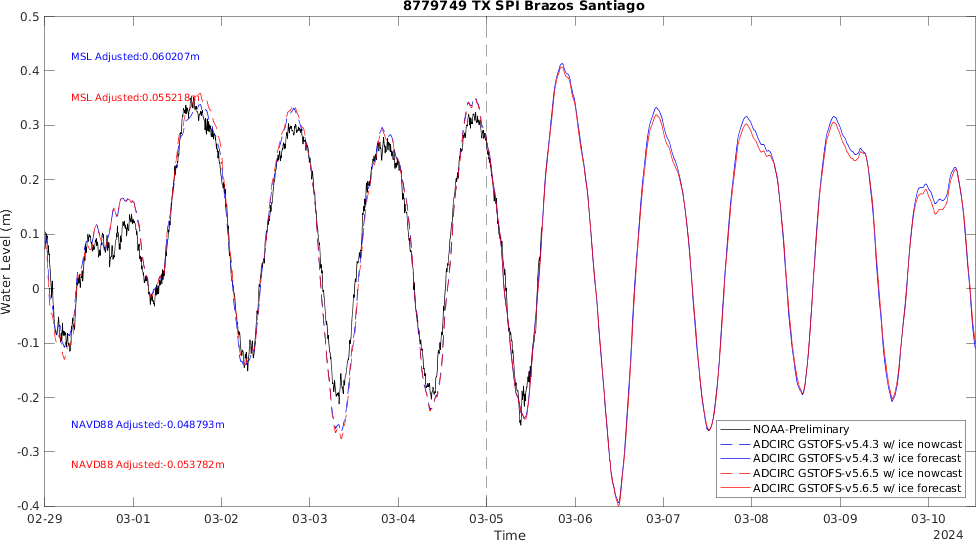 8779749 TX SPI Brazos Santiago
MSL Adjusted:0.060207m
MSL Adjusted:0.055218m
NAVD88 Adjusted:-0.048793m
NAVD88 Adjusted:-0.053782m
Water Level (m)
0.5
0.4
0.3
0.2
0.1
0
-0.1
-0.2
-0.3
-0.4
NOAA-Preliminary
ADCIRC GSTOFS-v5.4.3 w/ ice nowcast
ADCIRC GSTOFS-v5.4.3 w/ ice forecast
ADCIRC GSTOFS-v5.6.5 w/ ice nowcast
ADCIRC GSTOFS-v5.6.5 w/ ice forecast
02-29 03-01 03-02 03-03 03-04 03-05 03-06 03-07 03-08 03-09 03-10
Time
2024